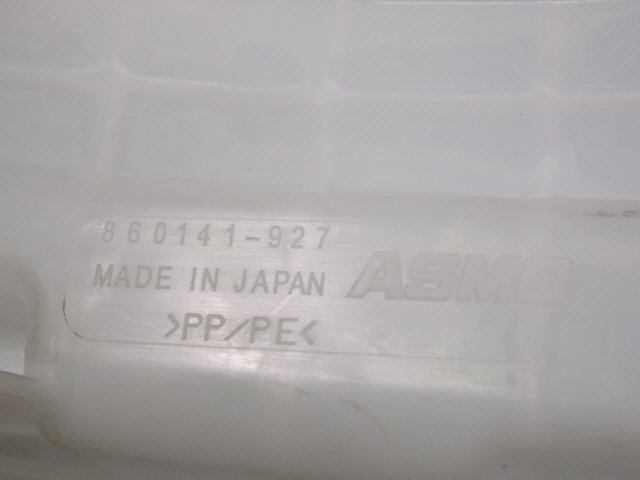 860141-927
MADE IN JAPAN
ASMO
>PP/PE<